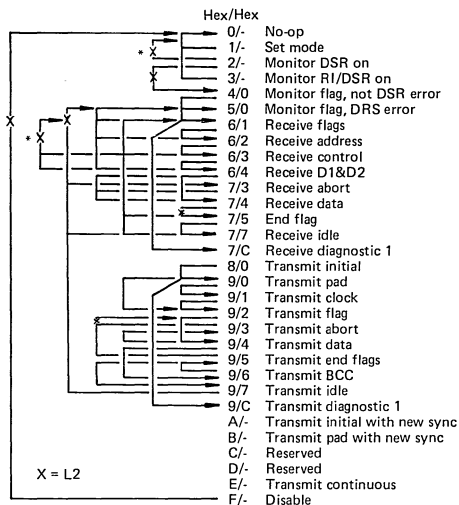 Hex/Hex
0/- No-op
1/- Set mode
* X 2/- Monitor DSR on
X 3/- Monitor RI/DSR on
4/0 Monitor flag, not DSR error
5/0 Monitor flag, DRS error
X X 6/1 Receive flags
* X 6/2 Receive address
6/3 Receive control
6/4 Receive D1&D2
7/3 Receive abort
7/4 Receive data
X 7/5 End flag
7/7 Receive idle
7/C Receive diagnostic 1
8/0 Transmit initial
9/0 Transmit pad
9/1 Transmit clock
9/2 Transmit flag
X 9/3 Transmit abort
9/4 Transmit data
9/5 Transmit end flags
9/6 Transmit BCC
9/7 Transmit idle
9/C Transmit diagnostic 1
A/- Transmit initial with new sync
B/- Transmit pad with new sync
C/- Reserved
X = L2 D/- Reserved
E/- Transmit continuous
F/- Disable